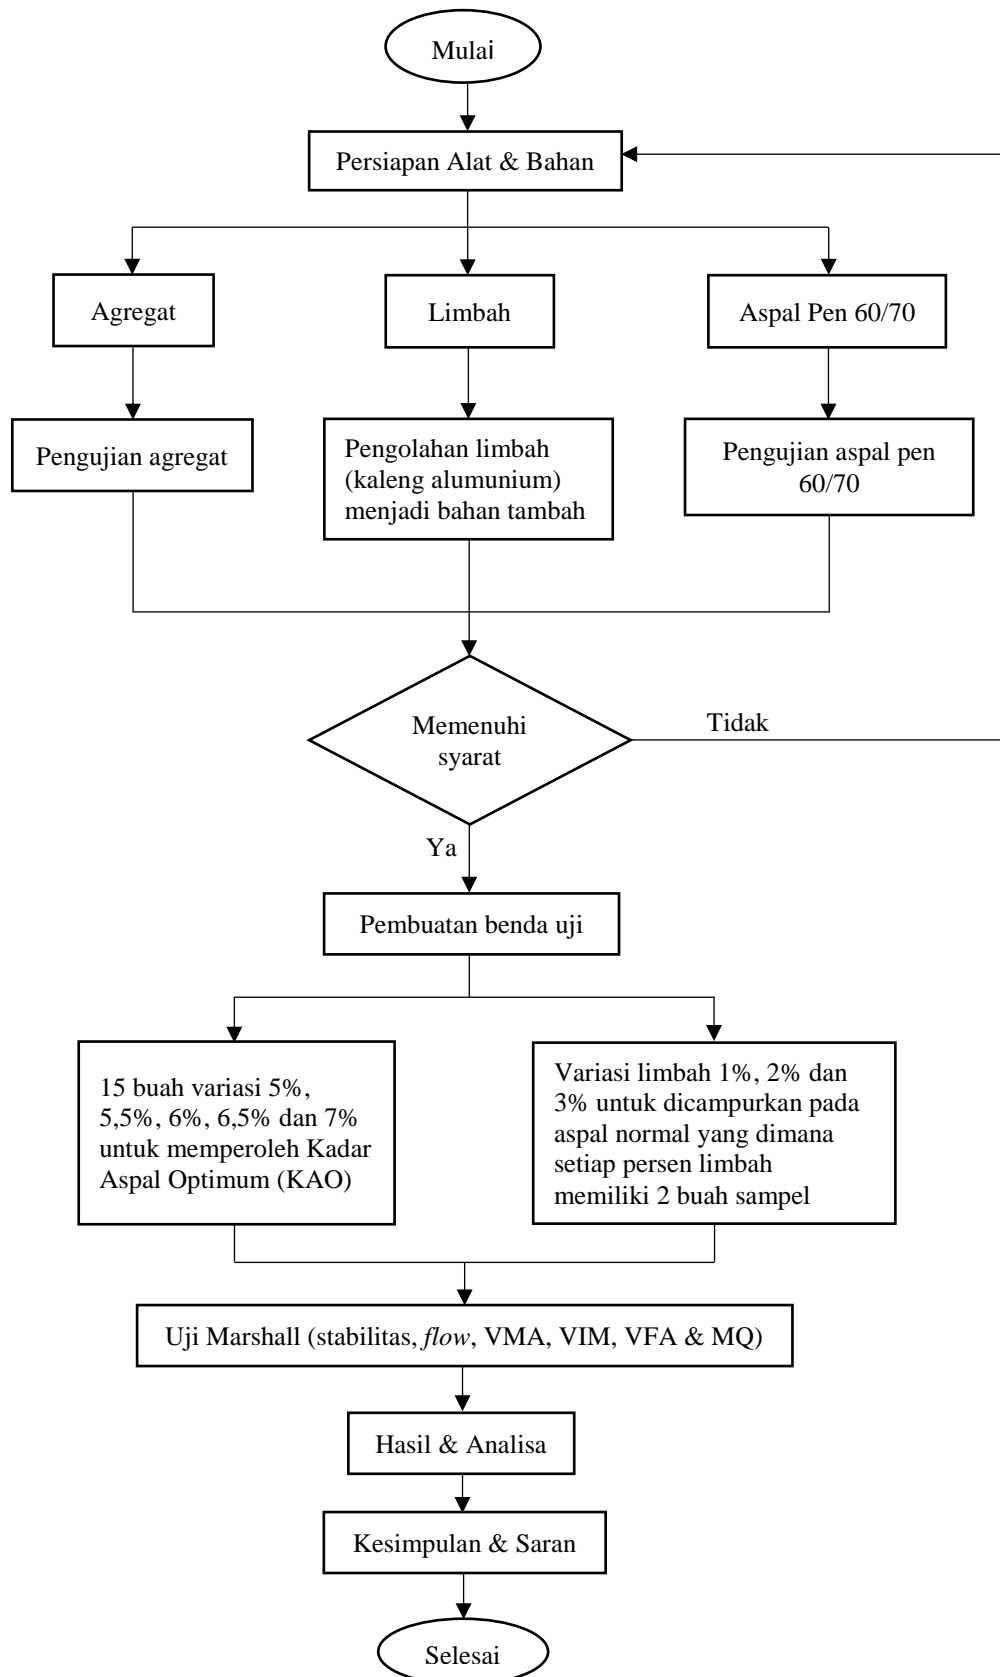 Mulai
Persiapan Alat & Bahan
Agregat
Limbah
Aspal Pen 60/70
Pengujian agregat
Pengolahan limbah
(kaleng alumunium)
menjadi bahan tambah
Pengujian aspal pen
60/70
Memenuhi
syarat
Tidak
Ya
Pembuatan benda uji
15 buah variasi 5%,
5,5%, 6%, 6,5% dan 7%
untuk memperoleh Kadar
Aspal Optimum (KAO)
Variasi limbah 1%, 2% dan
3% untuk dicampurkan pada
aspal normal yang dimana
setiap persen limbah
memiliki 2 buah sampel
Uji Marshall (stabilitas, flow, VMA, VIM, VFA & MQ)
Hasil & Analisa
Kesimpulan & Saran
Selesai